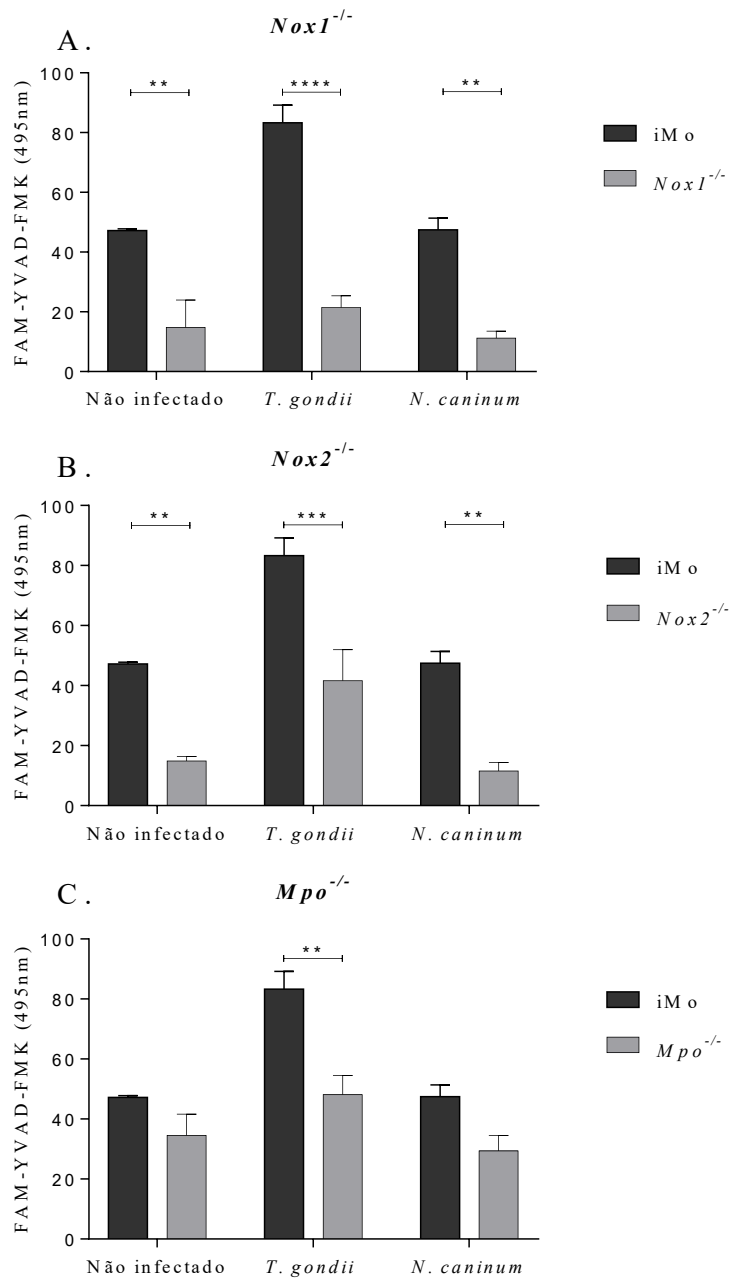 A.
Nox1-/-
FAM-YVAD-FMK (495nm)
100
80
60
40
20
0
**
****
**
Não infectado
T. gondii
N. caninum
iMo
Nox1-/-
B.
Nox2-/-
FAM-YVAD-FMK (495nm)
100
80
60
40
20
0
**
***
**
Não infectado
T. gondii
N. caninum
iMo
Nox2-/-
C.
Mpo-/-
FAM-YVAD-FMK (495nm)
100
80
60
40
20
0
**
Não infectado
T. gondii
N. caninum
iMo
Mpo-/-